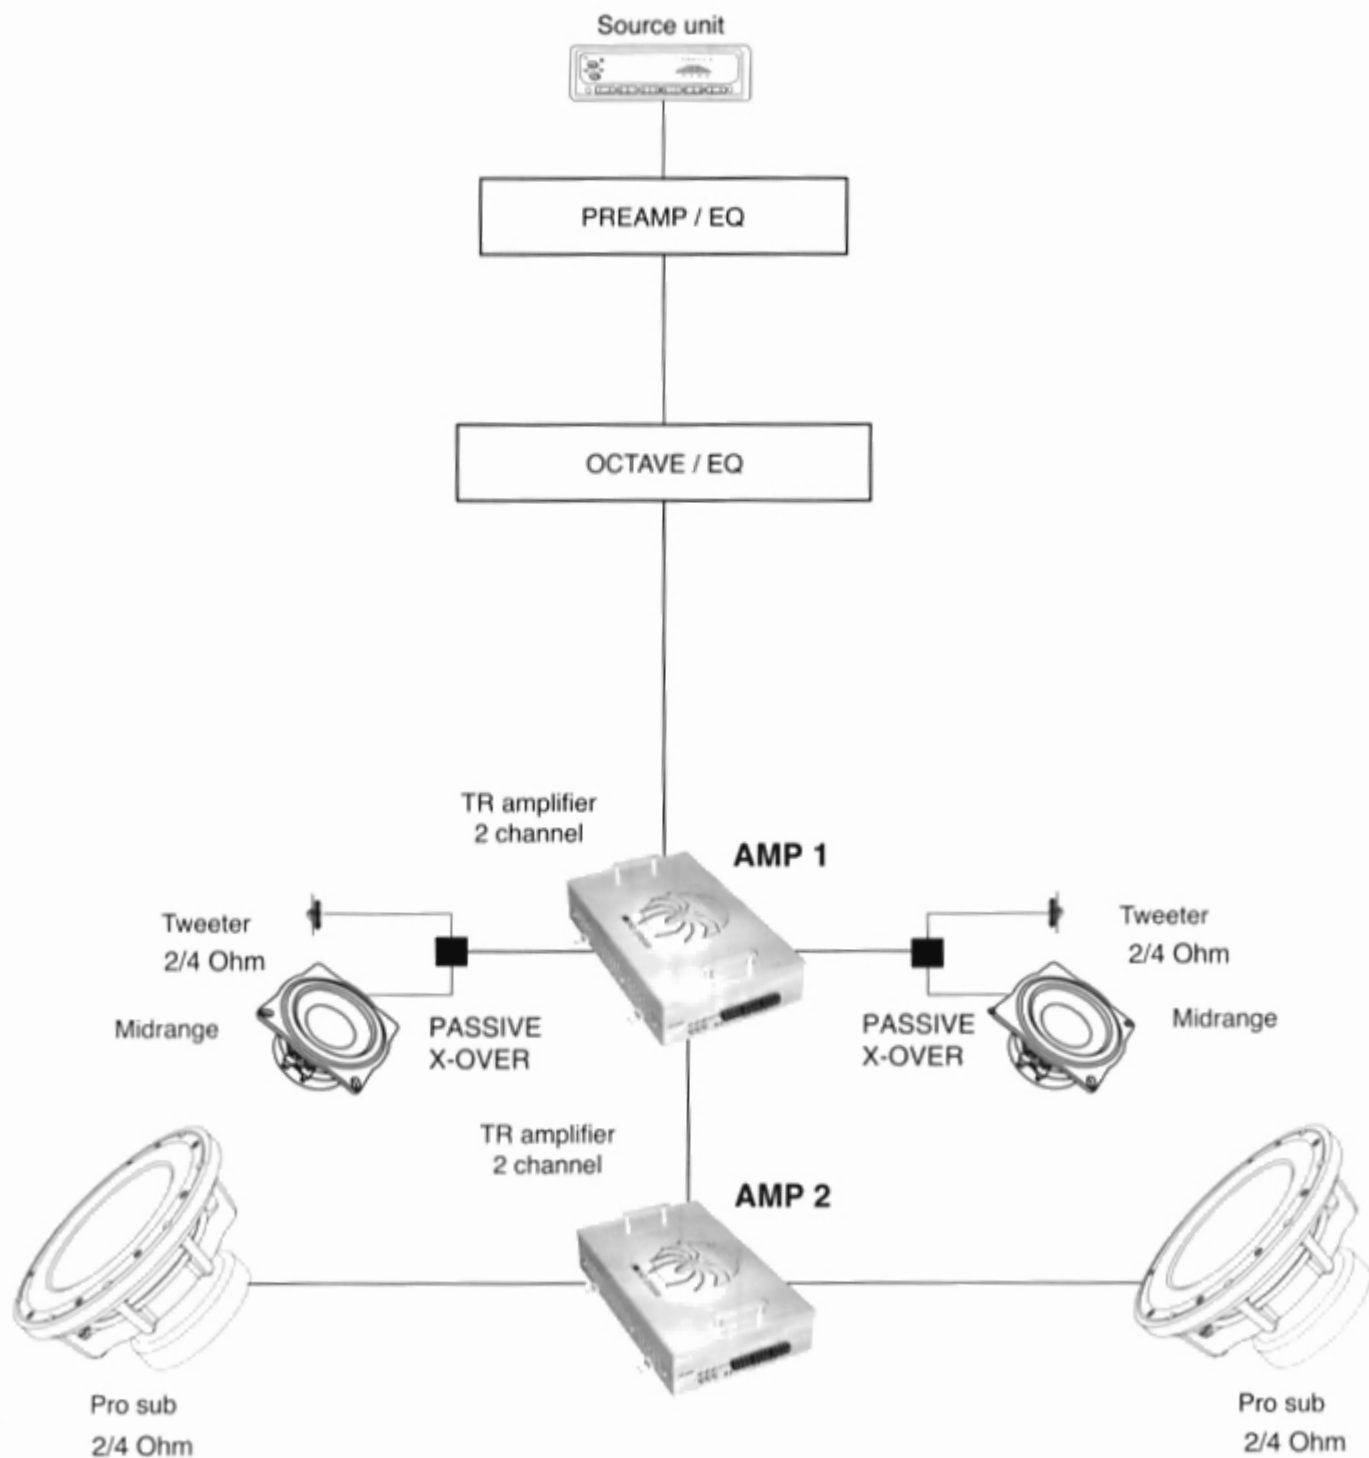 Source unit
PREAMP / EQ
OCTAVE / EQ
TR amplifier
2 channel
AMP 1
Tweeter
2/4 Ohm
Midrange
PASSIVE
X-OVER
Tweeter
2/4 Ohm
Midrange
PASSIVE
X-OVER
TR amplifier
2 channel
AMP 2
Pro sub
2/4 Ohm
Pro sub
2/4 Ohm